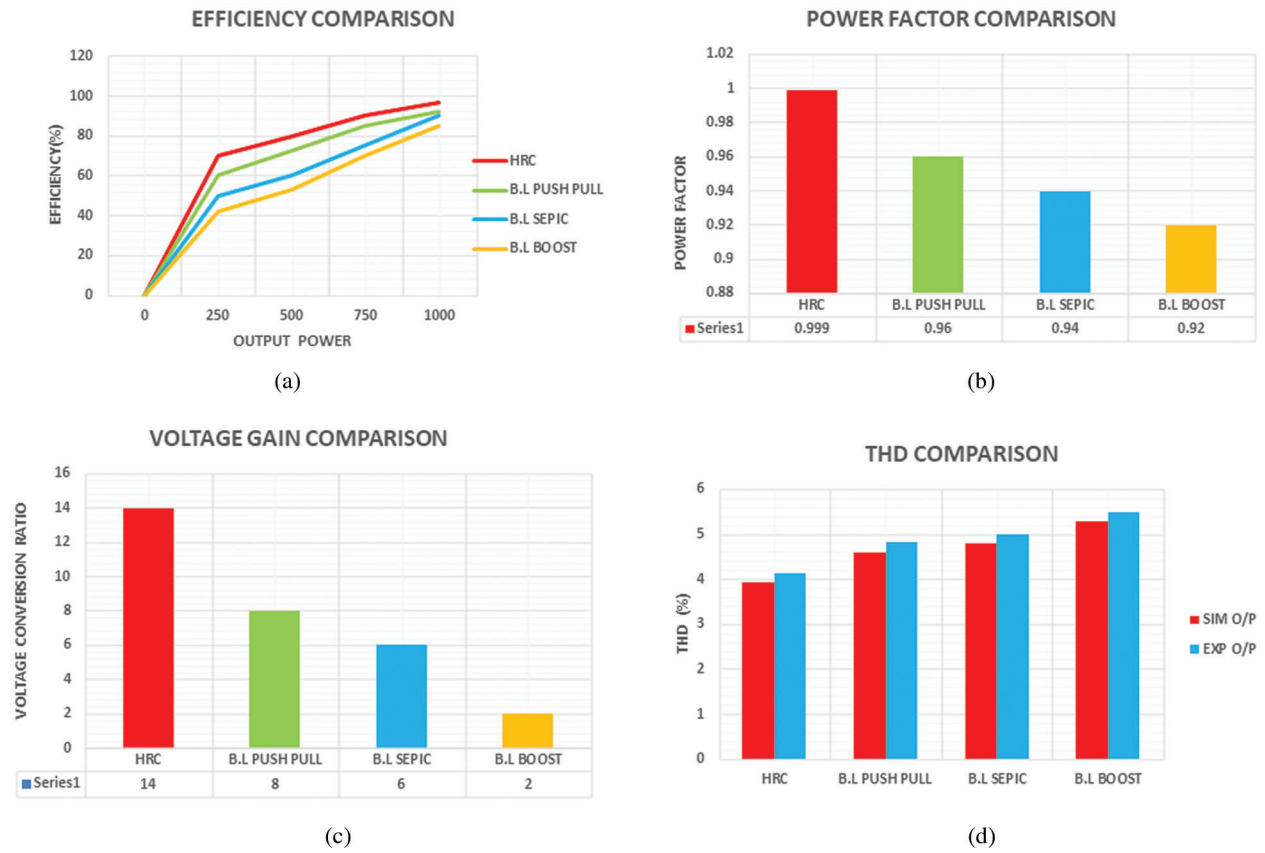 EFFICIENCY COMPARISON
120
100
80
60
40
20
0
EFFICIENCY(%)
0 250 500 750 1000
OUTPUT POWER
HRC
B.L PUSH PULL
B.L SEPIC
B.L BOOST
(a)
POWER FACTOR COMPARISON
1.02
1
0.98
0.96
0.94
0.92
0.9
0.88
POWER FACTOR
HRC B.L PUSH PULL B.L SEPIC B.L BOOST
Series1 0.999 0.96 0.94 0.92
(b)
VOLTAGE GAIN COMPARISON
16
14
12
10
8
6
4
2
0
VOLTAGE CONVERSION RATIO
HRC B.L PUSH PULL B.L SEPIC B.L BOOST
Series1 14 8 6 2
(c)
THD COMPARISON
6
5
4
3
2
1
0
THD (%)
HRC B.L PUSH PULL B.L SEPIC B.L BOOST
SIM O/P
EXP O/P
(d)